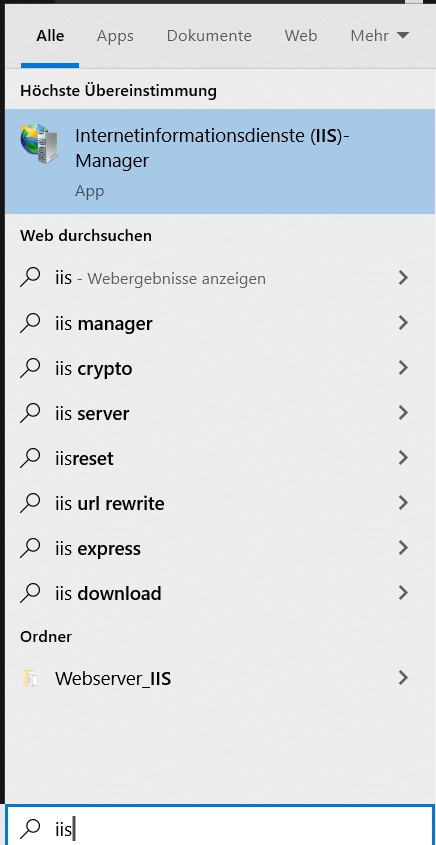 Alle Apps Dokumente Web Mehr
Höchste Übereinstimmung
Internetinformationsdienste (IIS)-
Manager
App
Web durchsuchen
iis - Webergebnisse anzeigen
iis manager
iis crypto
iis server
iisreset
iis url rewrite
iis express
iis download
Ordner
Webserver_IIS
iis